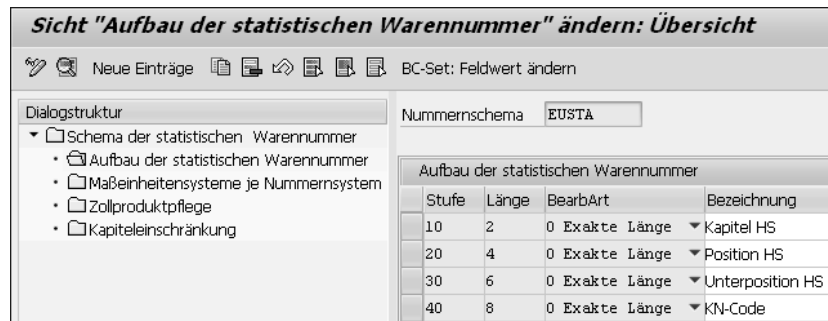 Sicht "Aufbau der statistischen Warennummer" ändern: Übersicht
Neue Einträge BC-Set: Feldwert ändern
Dialogstruktur
Schema der statistischen Warennummer
Aufbau der statistischen Warennummer
Maßeinheitensysteme je Nummernsystem
Zollproduktpflege
Kapiteleinschränkung
Nummernschema EUSTA
Aufbau der statistischen Warennummer
Stufe Länge BearbArt Bezeichnung
10 2 0 Exakte Länge Kapitel HS
20 4 0 Exakte Länge Position HS
30 6 0 Exakte Länge Unterposition HS
40 8 0 Exakte Länge KN-Code